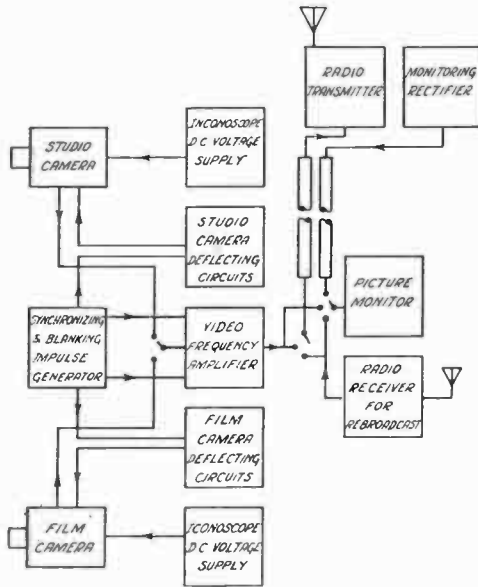 RADIO
TRANSMITTER
MONITORING
RECTIFIER
STUDIO
CAMERA
INCONOSCOPE
D C VOLTAGE
SUPPLY
STUDIO
CAMERA
DEFLECTING
CIRCUITS
SYNCHRONIZING
& BLANKING
IMPULSE
GENERATOR
VIDEO
FREQUENCY
AMPLIFIER
PICTURE
MONITOR
RADIO
RECEIVER
FOR
REBROADCAST
FILM
CAMERA
DEFLECTING
CIRCUITS
FILM
CAMERA
ICONOSCOPE
D C VOLTAGE
SUPPLY